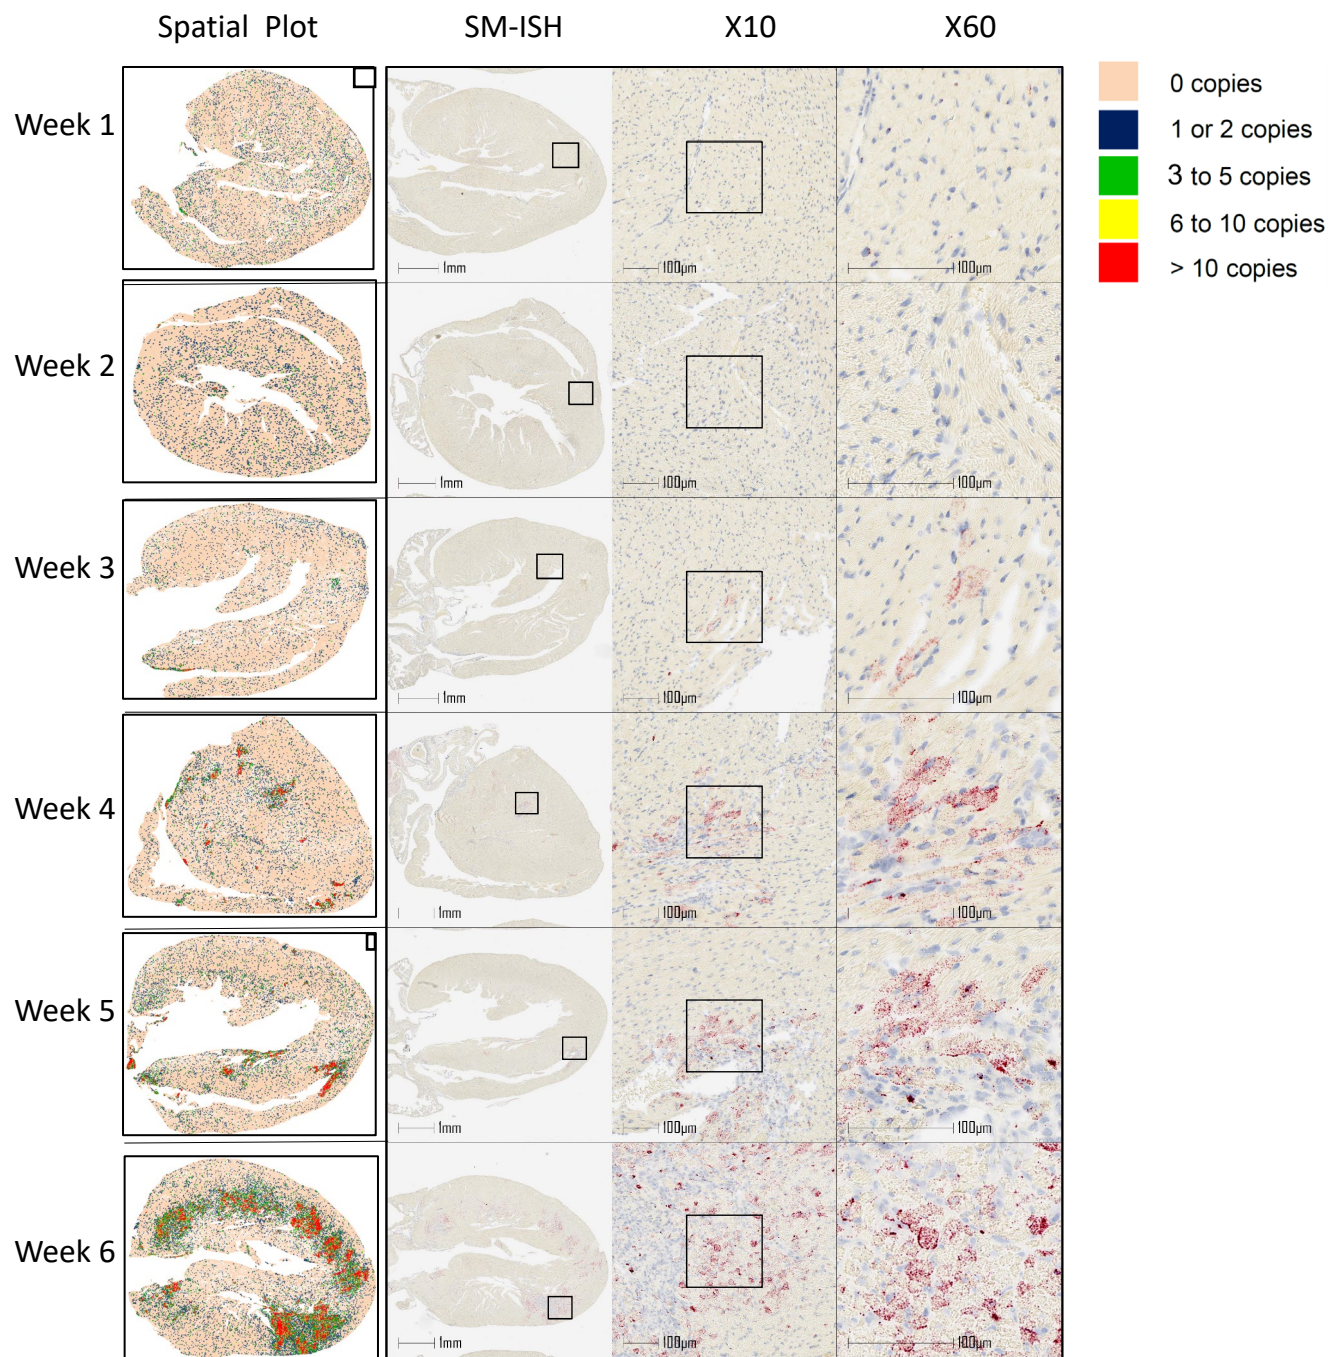 Spatial Plot SM-ISH X10 X60
0 copies
Week 1
1 or 2 copies
3 to 5 copies
6 to 10 copies
> 10 copies
1mm 100µm 100µm
Week 2
1mm 100µm 100µm
Week 3
1mm 100µm 100µm
Week 4
1mm 100µm 100µm
Week 5
1mm 100µm 100µm
Week 6
1mm 100µm 100µm